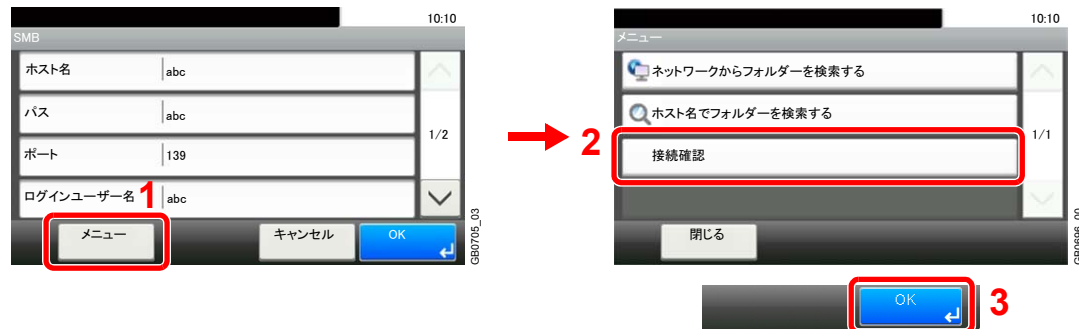 10:10
SMB
ホスト名 abc
パス abc
1/2
ポート 139
ログインユーザー名 1 abc
メニュー キャンセル OK
GB0705_03
2
10:10
メニュー
ネットワークからフォルダーを検索する
ホスト名でフォルダーを検索する
1/1
接続確認
閉じる
GB0696_00
OK 3